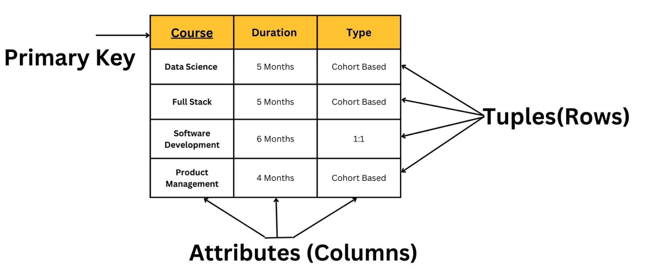 Course Duration Type
Primary Key
Data Science 5 Months Cohort Based
Full Stack 5 Months Cohort Based
Tuples(Rows)
Software
Development 6 Months 1:1
Product
Management 4 Months Cohort Based
Attributes (Columns)